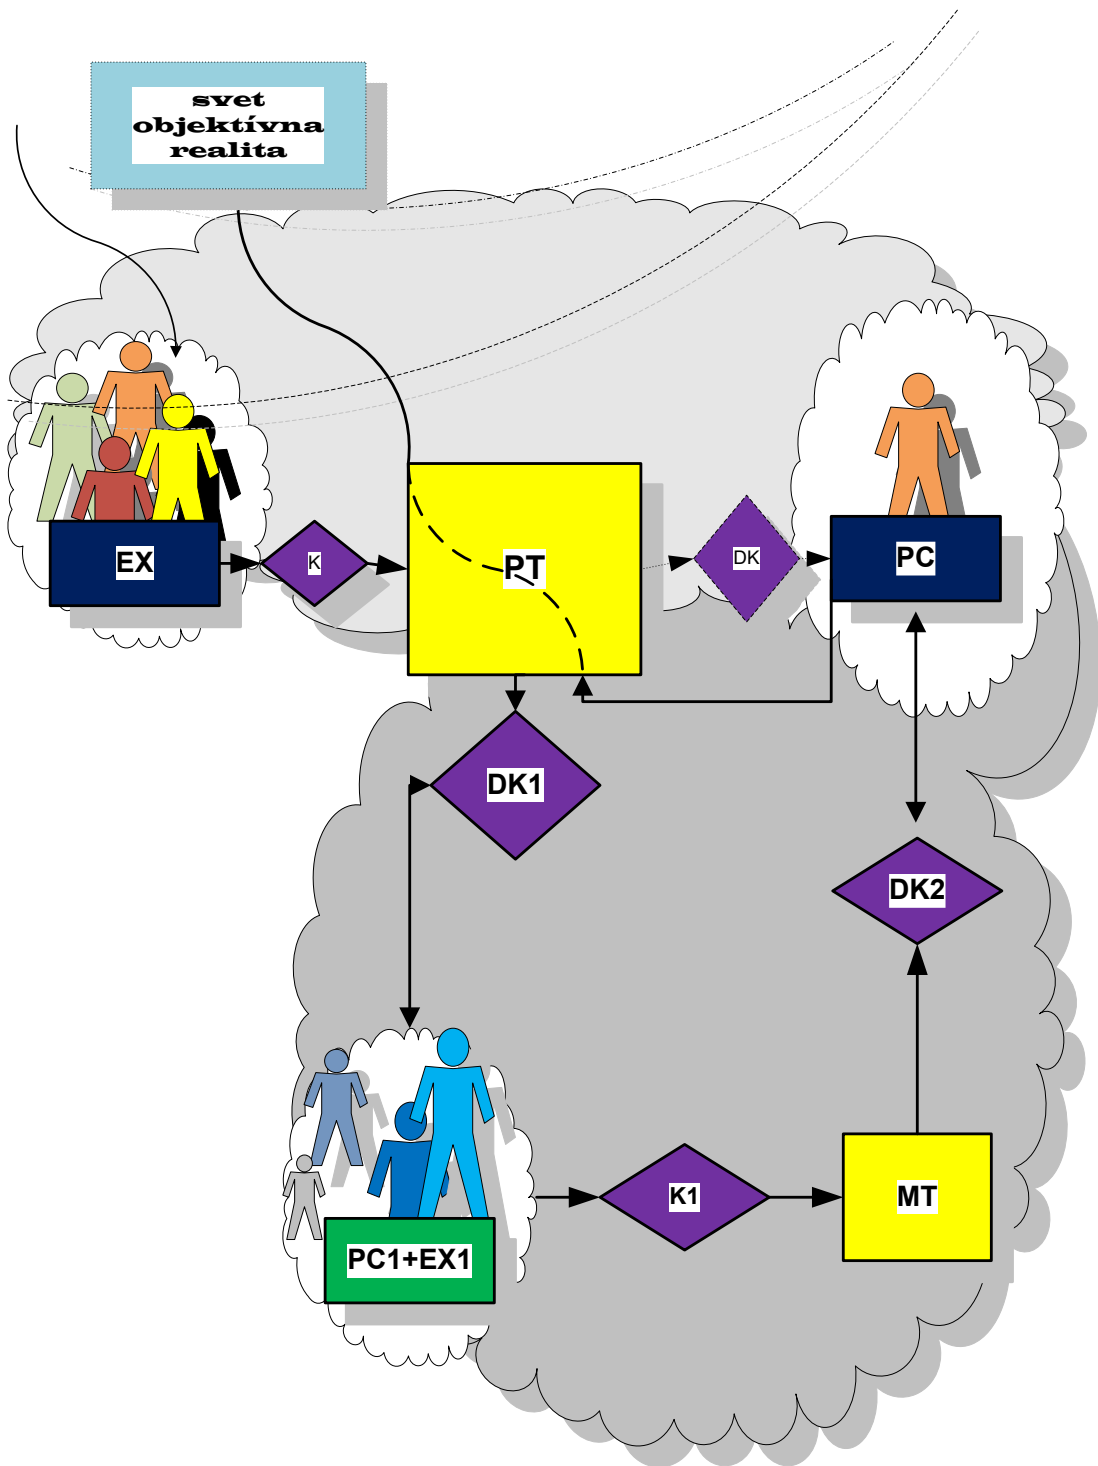 svet
objektívna
realita
EX
K
PT
DK
PC
DK1
DK2
K1
MT
PC1+EX1